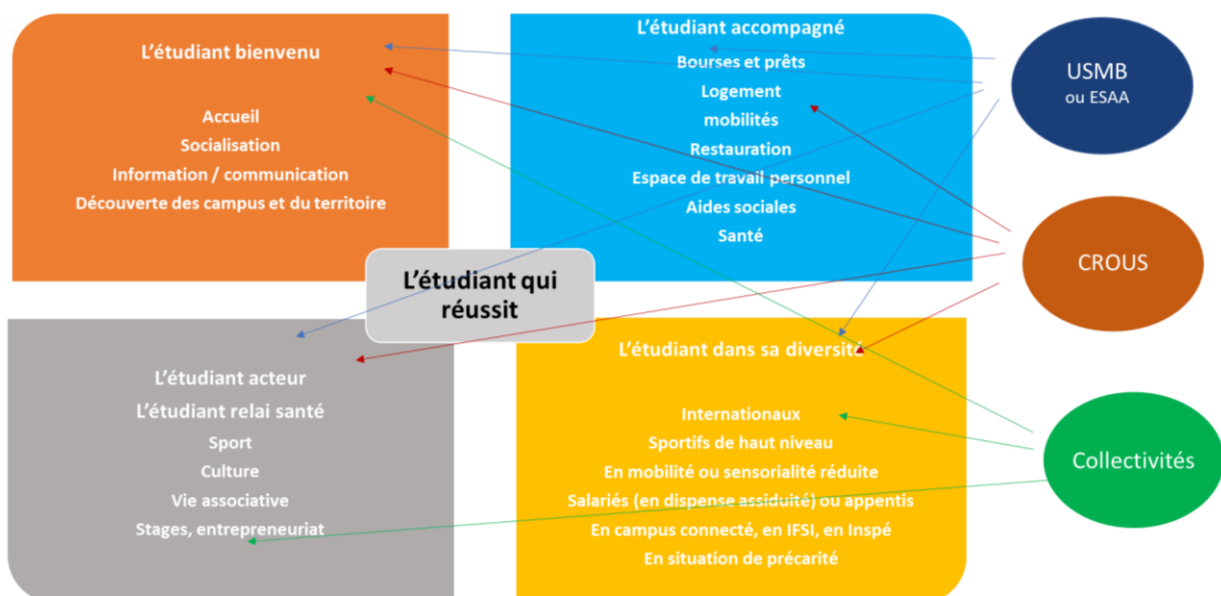 L'étudiant bienvenu
Accueil
Socialisation
Information / communication
Découverte des campus et du territoire
L'étudiant accompagné
Bourses et prêts
Logement
mobilités
Restauration
Espace de travail personnel
Aides sociales
Santé
L'étudiant qui
réussit
L'étudiant acteur
L'étudiant relai santé
Sport
Culture
Vie associative
Stages, entrepreneuriat
L'étudiant dans sa diversité
Internationaux
Sportifs de haut niveau
En mobilité ou sensorialité réduite
Salariés (en dispense assiduité) ou appentis
En campus connecté, en IFSI, en Inspé
En situation de précarité
USMB
ou ESAA
CROUS
Collectivités